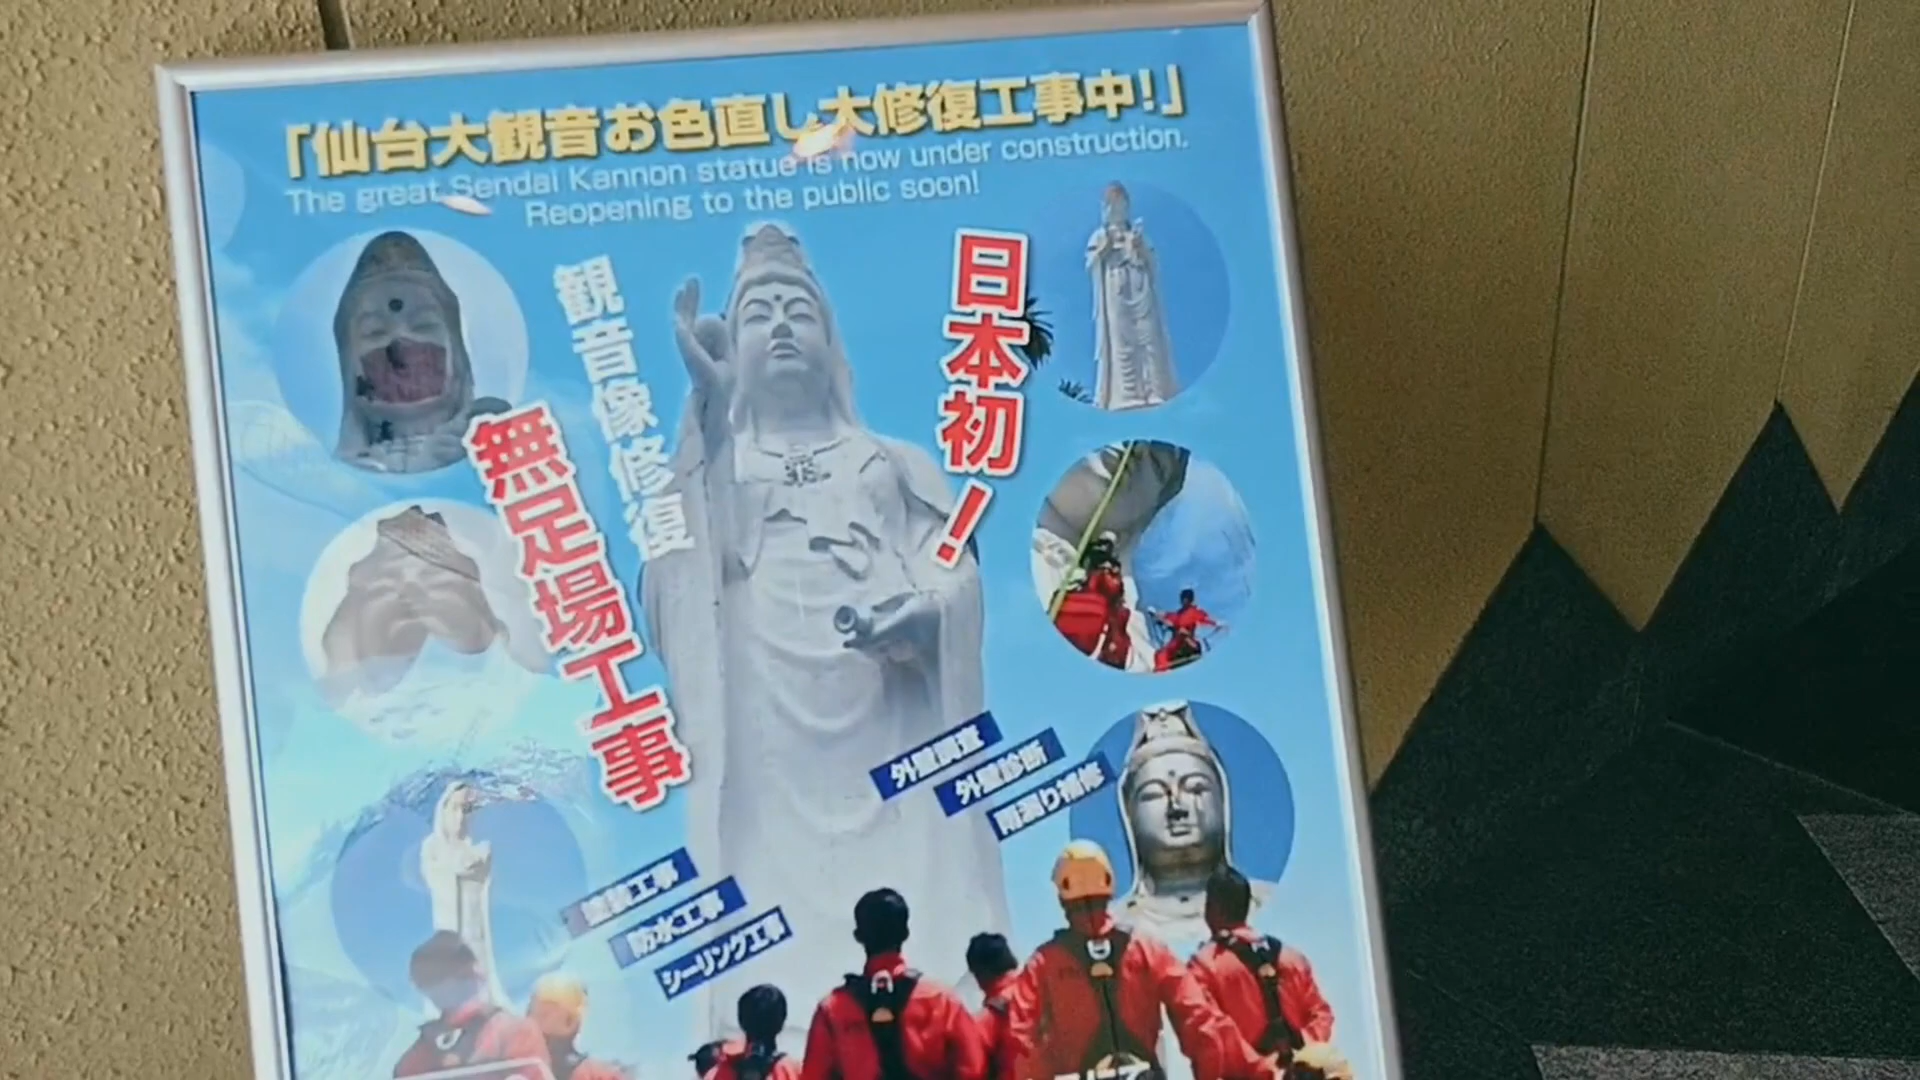 「仙台大観音お色直し大修復工事中！」
The great Sendai Kannon statue is now under construction.
Reopening to the public soon!
日本初！
観音像修復
無足場工事
外壁調査
外壁診断
雨漏り補修
塗装工事
防水工事
シーリング工事
にて